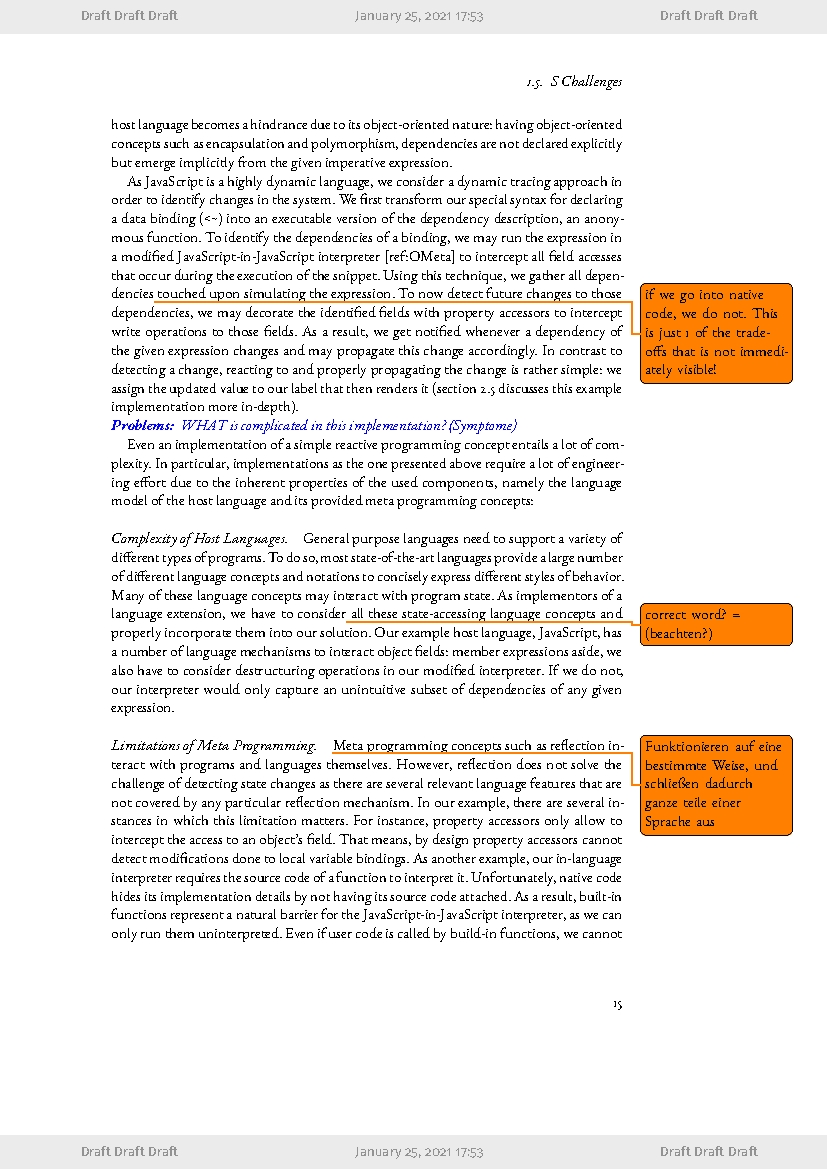 Draft Draft Draft January 25, 2021 17:53 Draft Draft Draft
1.5. S Challenges
host language becomes a hindrance due to its object-oriented nature: having object-oriented
concepts such as encapsulation and polymorphism, dependencies are not declared explicitly
but emerge implicitly from the given imperative expression.
As JavaScript is a highly dynamic language, we consider a dynamic tracing approach in
order to identify changes in the system. We first transform our special syntax for declaring
a data binding (<~) into an executable version of the dependency description, an anony-
mous function. To identify the dependencies of a binding, we may run the expression in
a modified JavaScript-in-JavaScript interpreter [ref:OMeta] to intercept all field accesses
that occur during the execution of the snippet. Using this technique, we gather all depen-
dencies touched upon simulating the expression. To now detect future changes to those
dependencies, we may decorate the identified fields with property accessors to intercept
write operations to those fields. As a result, we get notified whenever a dependency of
the given expression changes and may propagate this change accordingly. In contrast to
detecting a change, reacting to and properly propagating the change is rather simple: we
assign the updated value to our label that then renders it (section 2.5 discusses this example
implementation more in-depth).
if we go into native
code, we do not. This
is just 1 of the trade-
offs that is not immedi-
ately visible!
Problems: WHAT is complicated in this implementation? (Symptome)
Even an implementation of a simple reactive programming concept entails a lot of com-
plexity. In particular, implementations as the one presented above require a lot of engineer-
ing effort due to the inherent properties of the used components, namely the language
model of the host language and its provided meta programming concepts:
Complexity of Host Languages. General purpose languages need to support a variety of
different types of programs. To do so, most state-of-the-art languages provide a large number
of different language concepts and notations to concisely express different styles of behavior.
Many of these language concepts may interact with program state. As implementors of a
language extension, we have to consider all these state-accessing language concepts and
properly incorporate them into our solution. Our example host language, JavaScript, has
a number of language mechanisms to interact object fields: member expressions aside, we
also have to consider destructuring operations in our modified interpreter. If we do not,
our interpreter would only capture an unintuitive subset of dependencies of any given
expression.
correct word? =
(beachten?)
Limitations of Meta Programming. Meta programming concepts such as reflection in-
teract with programs and languages themselves. However, reflection does not solve the
challenge of detecting state changes as there are several relevant language features that are
not covered by any particular reflection mechanism. In our example, there are several in-
stances in which this limitation matters. For instance, property accessors only allow to
intercept the access to an object's field. That means, by design property accessors cannot
detect modifications done to local variable bindings. As another example, our in-language
interpreter requires the source code of a function to interpret it. Unfortunately, native code
hides its implementation details by not having its source code attached. As a result, built-in
functions represent a natural barrier for the JavaScript-in-JavaScript interpreter, as we can
only run them uninterpreted. Even if user code is called by build-in functions, we cannot
Funktionieren auf eine
bestimmte Weise, und
schließen dadurch
ganze teile einer
Sprache aus
15
Draft Draft Draft January 25, 2021 17:53 Draft Draft Draft